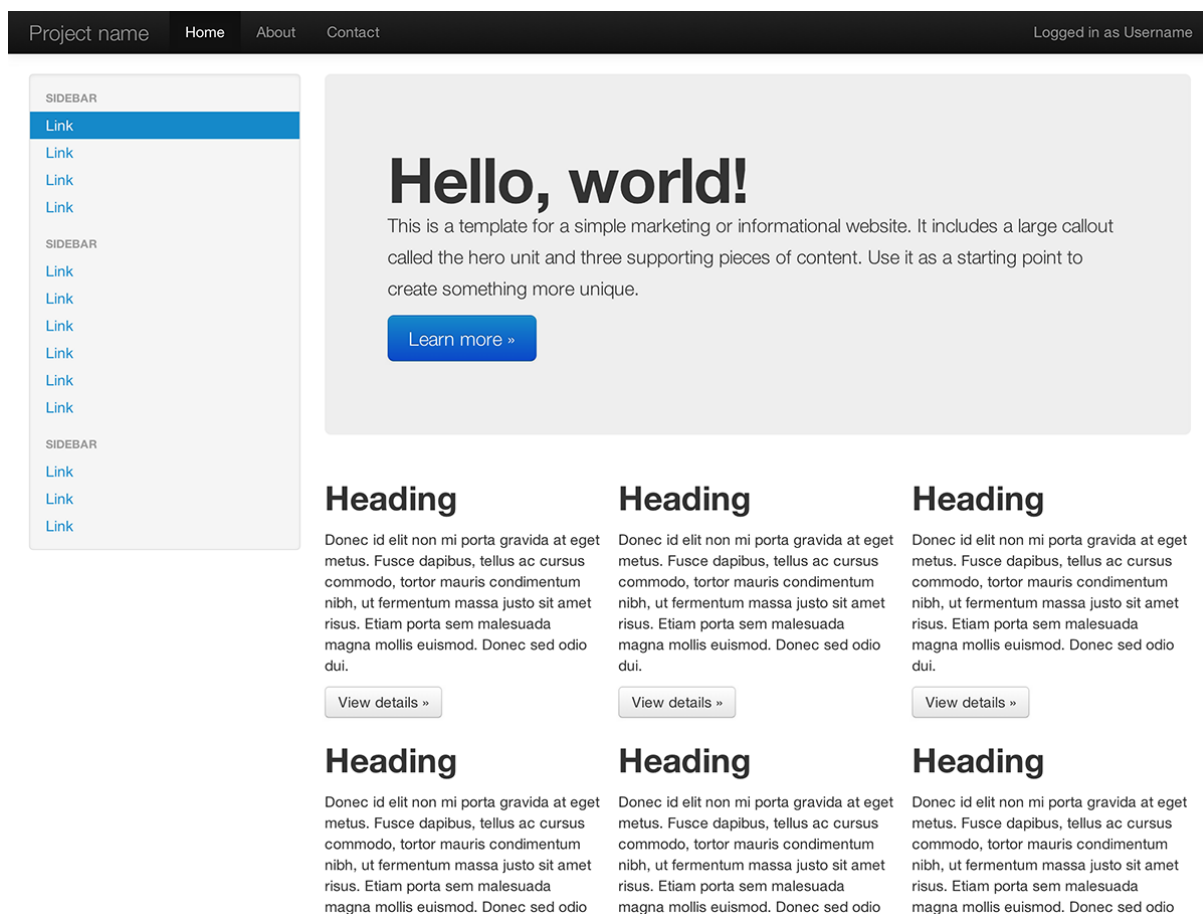 Project name Home About Contact Logged in as Username
SIDEBAR
Link
Link
Link
Link
SIDEBAR
Link
Link
Link
Link
Link
Link
SIDEBAR
Link
Link
Link
Hello, world!
This is a template for a simple marketing or informational website. It includes a large callout
called the hero unit and three supporting pieces of content. Use it as a starting point to
create something more unique.
Learn more »
Heading
Donec id elit non mi porta gravida at eget
metus. Fusce dapibus, tellus ac cursus
commodo, tortor mauris condimentum
nibh, ut fermentum massa justo sit amet
risus. Etiam porta sem malesuada
magna mollis euismod. Donec sed odio
dui.
View details »
Heading
Donec id elit non mi porta gravida at eget
metus. Fusce dapibus, tellus ac cursus
commodo, tortor mauris condimentum
nibh, ut fermentum massa justo sit amet
risus. Etiam porta sem malesuada
magna mollis euismod. Donec sed odio
dui.
View details »
Heading
Donec id elit non mi porta gravida at eget
metus. Fusce dapibus, tellus ac cursus
commodo, tortor mauris condimentum
nibh, ut fermentum massa justo sit amet
risus. Etiam porta sem malesuada
magna mollis euismod. Donec sed odio
dui.
View details »
Heading
Donec id elit non mi porta gravida at eget
metus. Fusce dapibus, tellus ac cursus
commodo, tortor mauris condimentum
nibh, ut fermentum massa justo sit amet
risus. Etiam porta sem malesuada
magna mollis euismod. Donec sed odio
Heading
Donec id elit non mi porta gravida at eget
metus. Fusce dapibus, tellus ac cursus
commodo, tortor mauris condimentum
nibh, ut fermentum massa justo sit amet
risus. Etiam porta sem malesuada
magna mollis euismod. Donec sed odio
Heading
Donec id elit non mi porta gravida at eget
metus. Fusce dapibus, tellus ac cursus
commodo, tortor mauris condimentum
nibh, ut fermentum massa justo sit amet
risus. Etiam porta sem malesuada
magna mollis euismod. Donec sed odio